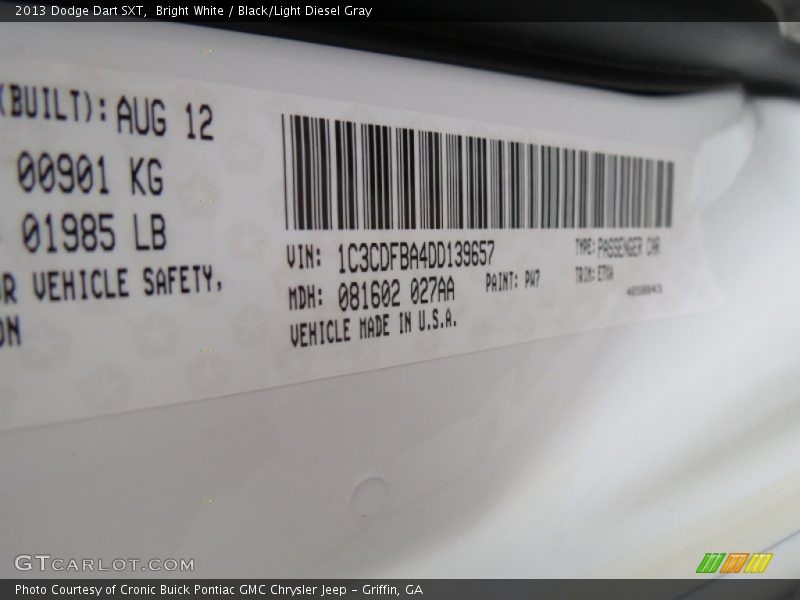 2013 Dodge Dart SXT,  Bright White / Black/Light Diesel Gray
(BUILT): AUG 12
00901 KG
01985 LB
OR VEHICLE SAFETY,
ON
VIN: 1C3CDFBA4DD139657
TYPE: PASSENGER CAR
MDH: 081602 027AA
PAINT: PW7
TRIM:
VEHICLE MADE IN U.S.A.
GTCARLOT.COM
Photo Courtesy of Cronic Buick Pontiac GMC Chrysler Jeep - Griffin, GA